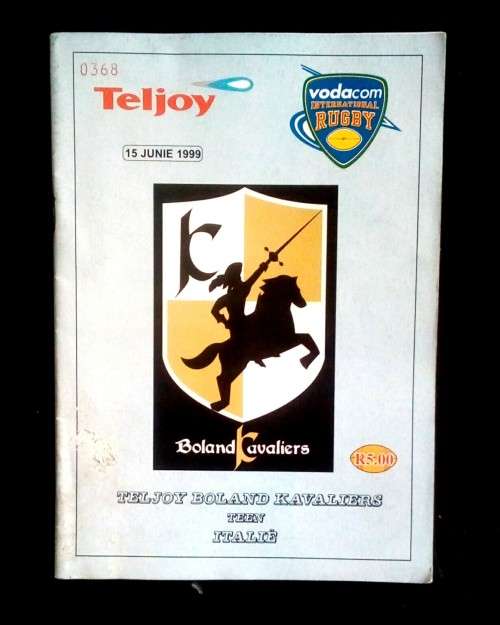 0368
Teljoy
vodacom
INTERNATIONAL
RUGBY
15 JUNIE 1999
K
Boland Kavaliers
R5:00
TELJOY BOLAND KAVALIERS
TEEN
ITALIË